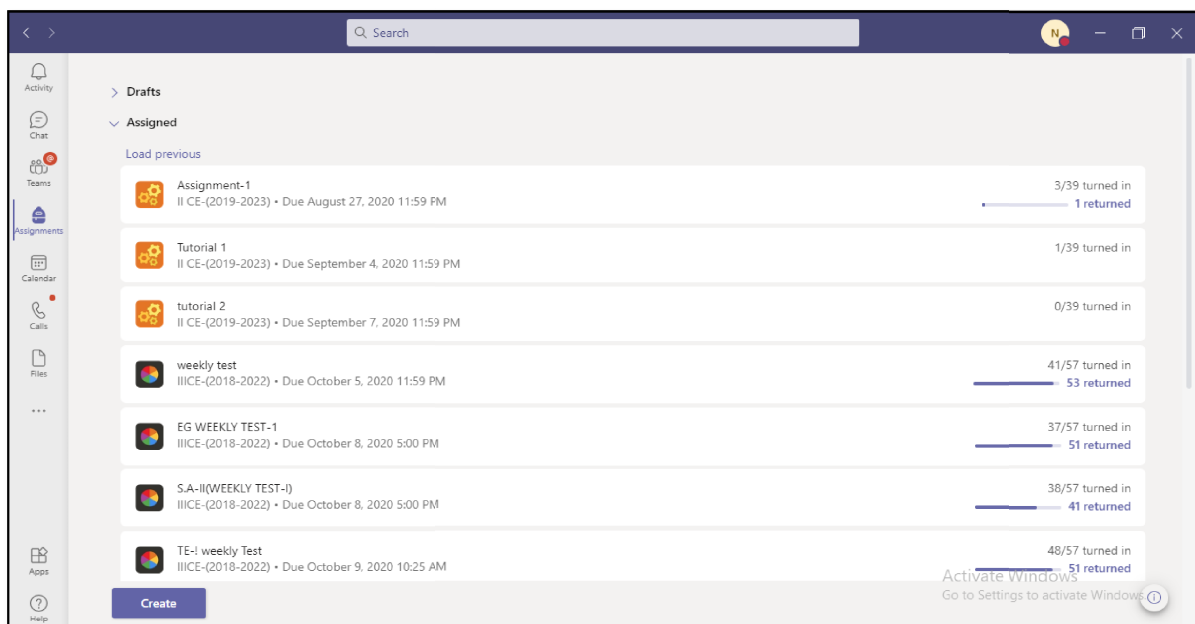 Search
N
Activity
Chat
Teams
Assignments
Calendar
Calls
Files
Apps
Help
Drafts
Assigned
Load previous
Assignment-1
3/39 turned in
II CE-(2019-2023) • Due August 27, 2020 11:59 PM
1 returned
Tutorial 1
1/39 turned in
II CE-(2019-2023) • Due September 4, 2020 11:59 PM
tutorial 2
0/39 turned in
II CE-(2019-2023) • Due September 7, 2020 11:59 PM
weekly test
41/57 turned in
IIICE-(2018-2022) • Due October 5, 2020 11:59 PM
53 returned
EG WEEKLY TEST-1
37/57 turned in
IIICE-(2018-2022) • Due October 8, 2020 5:00 PM
51 returned
S.A-II(WEEKLY TEST-I)
38/57 turned in
IIICE-(2018-2022) • Due October 8, 2020 5:00 PM
41 returned
TE-! weekly Test
48/57 turned in
IIICE-(2018-2022) • Due October 9, 2020 10:25 AM
51 returned
Create
Activate Windows
Go to Settings to activate Windows.